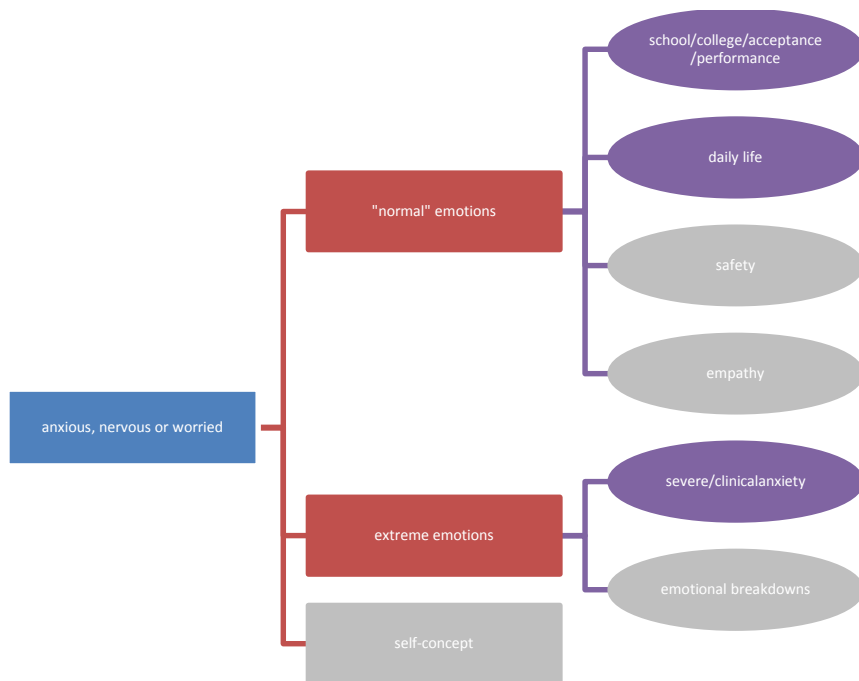 school/college/acceptance
/performance
daily life
"normal" emotions
safety
empathy
anxious, nervous or worried
severe/clinicalanxiety
extreme emotions
emotional breakdowns
self-concept